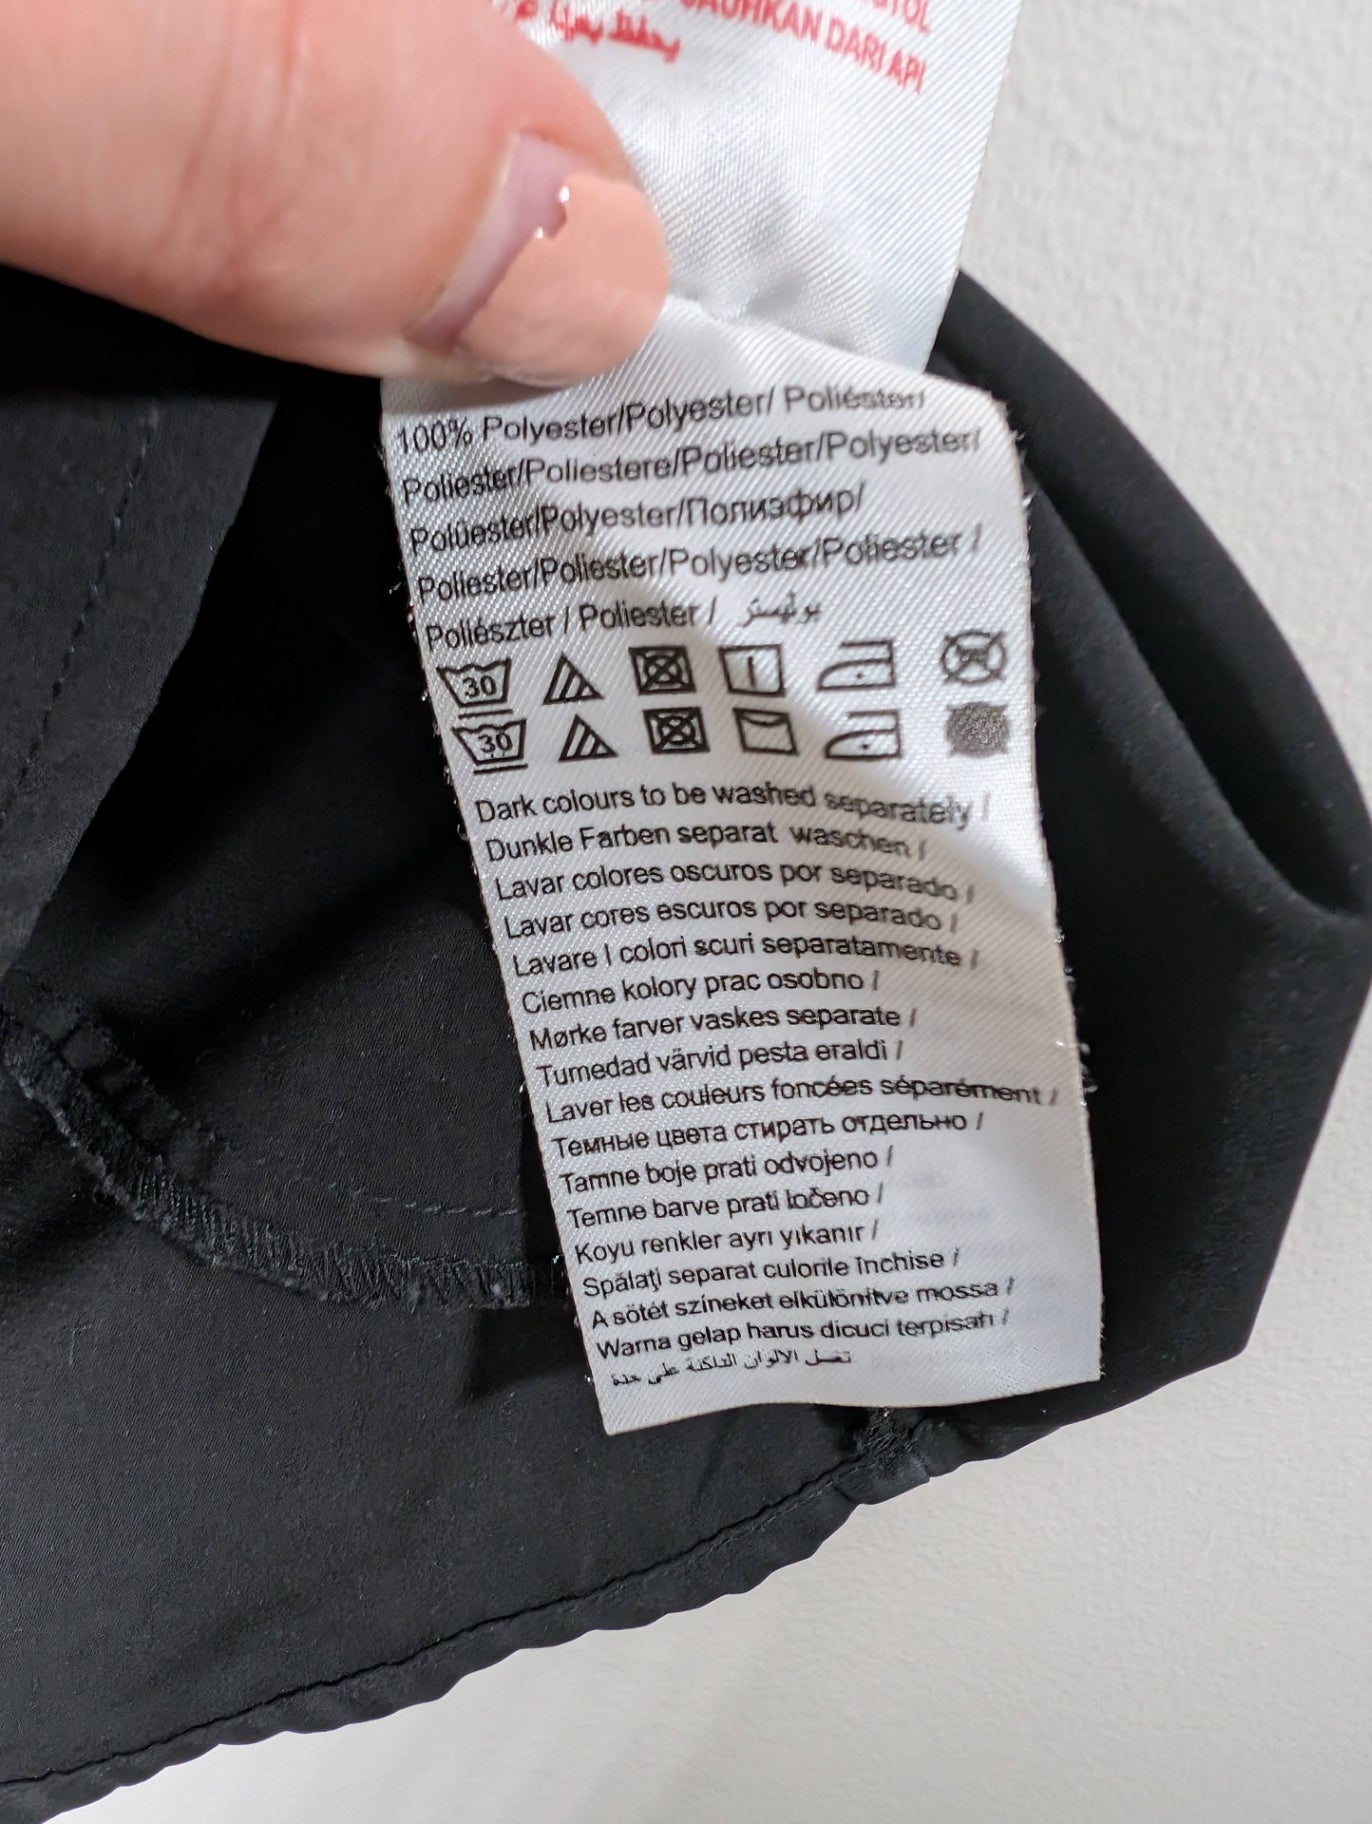 DARI API
100% Polyester/Polyester/ Poliéster/
Poliester/Poliestere/Poliester/Polyester/
Polüester/Polyester/Полиэфир/
Poliester/Poliester/Polyester/Poliester /
Poliészter / Poliester / بوليستر
30
30
Dark colours to be washed separately /
Dunkle Farben separat waschen /
Lavar colores oscuros por separado /
Lavar cores escuros por separado /
Lavare I colori scuri separatamente /
Ciemne kolory prac osobno /
Mørke farver vaskes separate /
Tumedad värvid pesta eraldi /
Laver les couleurs foncées séparément /
Темные цвета стирать отдельно /
Tamne boje prati odvojeno /
Temne barve prati ločeno /
Koyu renkler ayrı yıkanır /
Spălaţi separat culorile închise /
A sötét színeket elkülönítve mossa /
Warna gelap harus dicuci terpisah /
تغسل الالوان الداكنة على حدة